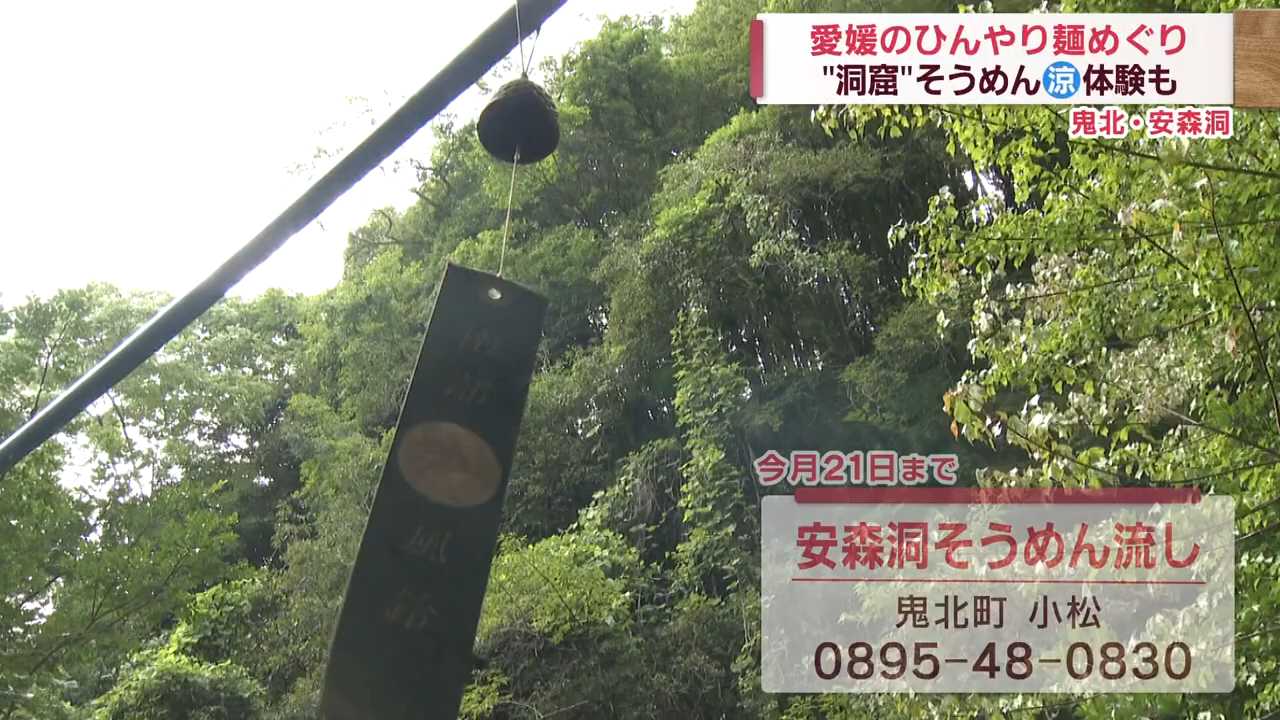 愛媛のひんやり麺めぐり
"洞窟"そうめん涼体験も
鬼北・安森洞
今月21日まで
安森洞そうめん流し
鬼北町 小松
0895-48-0830
風鈴